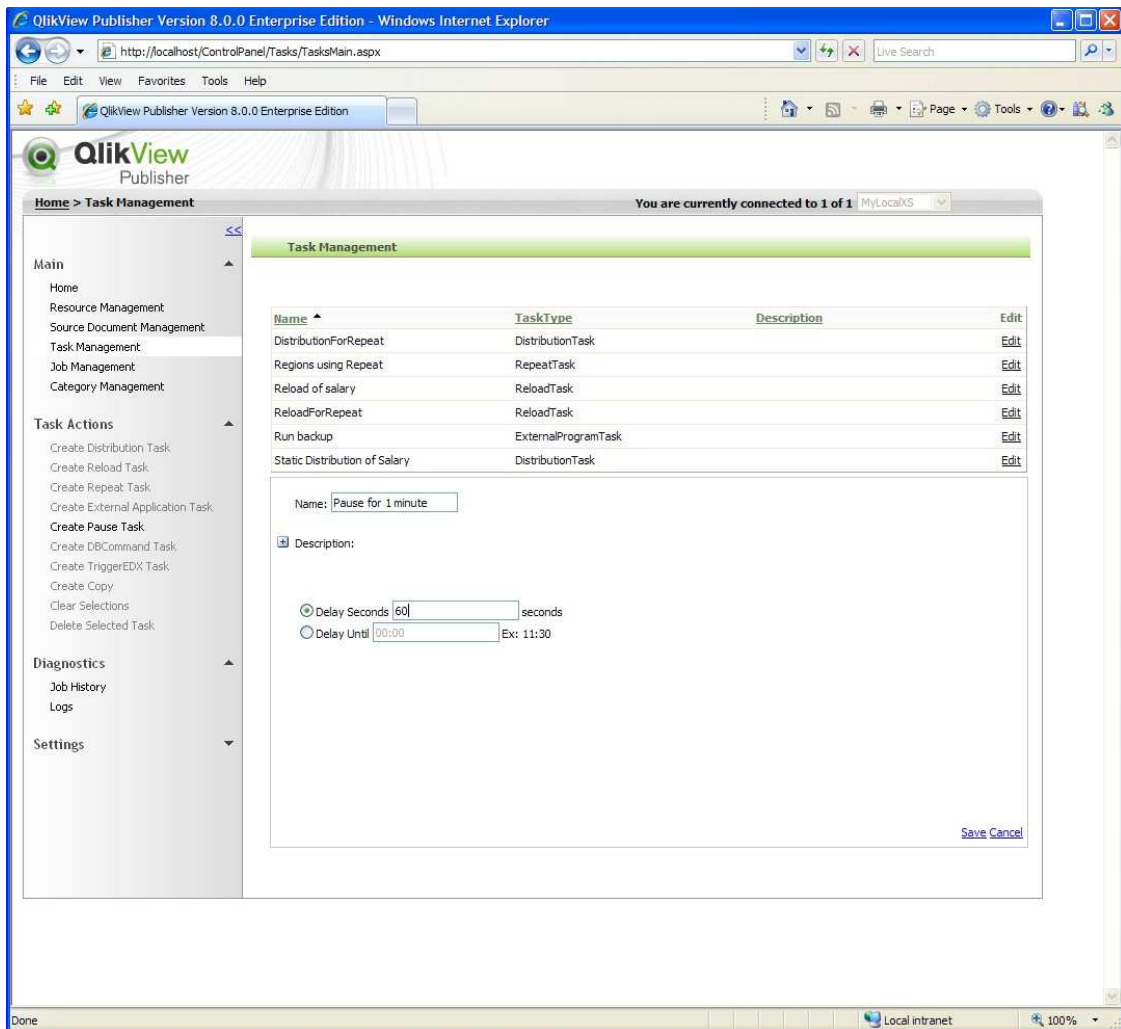 QlikView Publisher Version 8.0.0 Enterprise Edition - Windows Internet Explorer
http://localhost/ControlPanel/Tasks/TasksMain.aspx
Live Search
File Edit View Favorites Tools Help
QlikView Publisher Version 8.0.0 Enterprise Edition
Page Tools
QlikView
Publisher
Home > Task Management
You are currently connected to 1 of 1 MyLocalXS
<<
Main
Home
Resource Management
Source Document Management
Task Management
Job Management
Category Management
Task Actions
Create Distribution Task
Create Reload Task
Create Repeat Task
Create External Application Task
Create Pause Task
Create DBCommand Task
Create TriggerEDX Task
Create Copy
Clear Selections
Delete Selected Task
Diagnostics
Job History
Logs
Settings
Task Management
Name TaskType Description Edit
DistributionForRepeat DistributionTask Edit
Regions using Repeat RepeatTask Edit
Reload of salary ReloadTask Edit
ReloadForRepeat ReloadTask Edit
Run backup ExternalProgramTask Edit
Static Distribution of Salary DistributionTask Edit
Name: Pause for 1 minute
Description:
Delay Seconds 60 seconds
Delay Until 00:00 Ex: 11:30
Save Cancel
Done
Local intranet
100%